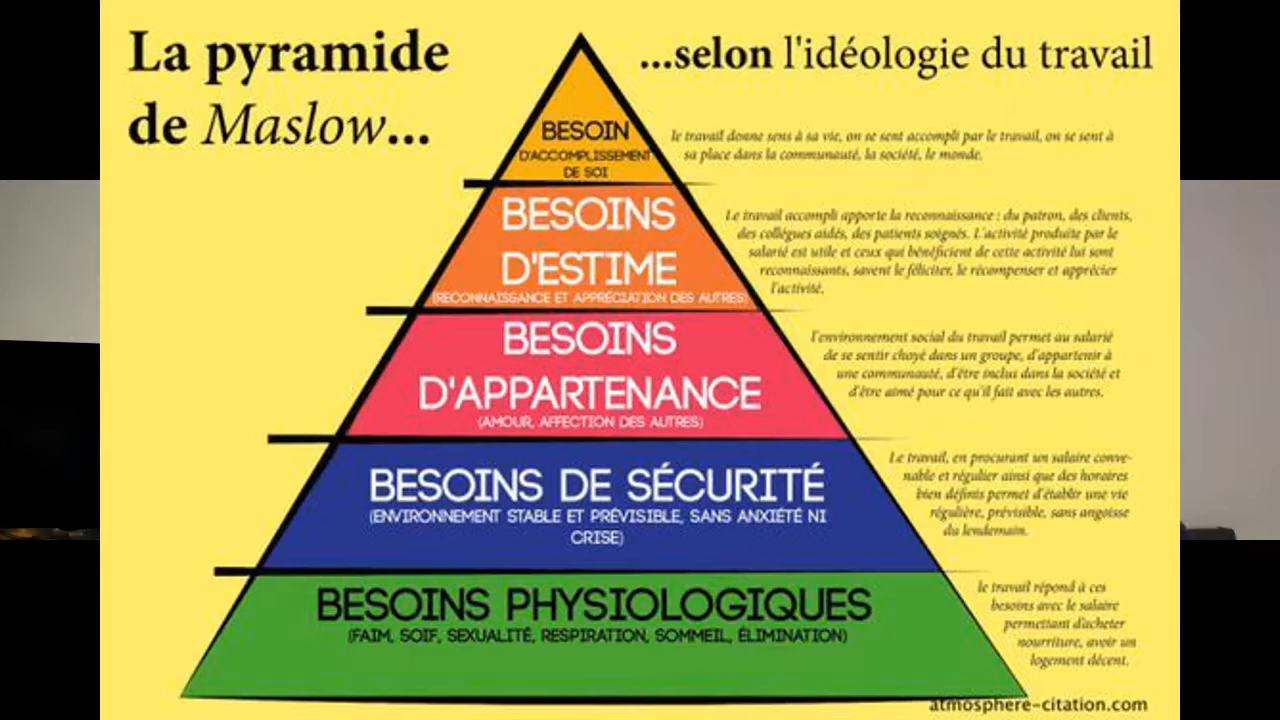 La pyramide
de Maslow...
...selon l'idéologie du travail
BESOIN
D'ACCOMPLISSEMENT
DE SOI
le travail donne sens à sa vie, on se sent accompli par le travail, on se sent à
sa place dans la communauté, la société, le monde.
BESOINS
D'ESTIME
(RECONNAISSANCE ET APPRÉCIATION DES AUTRES)
Le travail accompli apporte la reconnaissance : du patron, des clients,
des collègues aidés, des patients soignés. L'activité produite par le
salarié est utile et ceux qui bénéficient de cette activité lui sont
reconnaissants, savent le féliciter, le récompenser et apprécier
l'activité.
BESOINS
D'APPARTENANCE
(AMOUR, AFFECTION DES AUTRES)
l'environnement social du travail permet au salarié
de se sentir choyé dans un groupe, d'appartenir à
une communauté, d'être inclus dans la société et
d'être aimé pour ce qu'il fait avec les autres.
BESOINS DE SÉCURITÉ
(ENVIRONNEMENT STABLE ET PRÉVISIBLE, SANS ANXIÉTÉ NI
CRISE)
Le travail, en procurant un salaire conve-
nable et régulier ainsi que des horaires
bien définis permet d'établir une vie
régulière, prévisible, sans angoisse
du lendemain.
BESOINS PHYSIOLOGIQUES
(FAIM, SOIF, SEXUALITÉ, RESPIRATION, SOMMEIL, ÉLIMINATION)
le travail répond à ces
besoins avec le salaire
permettant d'acheter
nourriture, avoir un
logement décent.
atmosphere-citation.com